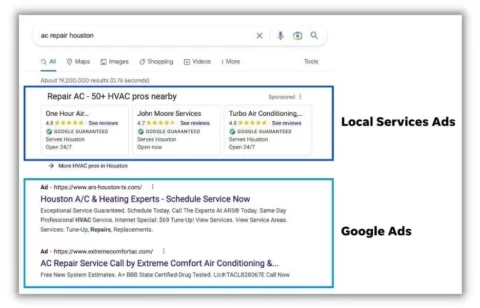 ac repair houston
All Maps Images Shopping Videos More Tools
About 19,200,000 results (0.76 seconds)
Repair AC - 50+ HVAC pros nearby Sponsored
One Hour Air...
4.8 See reviews
GOOGLE GUARANTEED
Serves Houston
Open 24/7
John Moore Services
4.7 See reviews
GOOGLE GUARANTEED
Serves Houston
Open now
Turbo Air Conditioning,...
4.8 See reviews
GOOGLE GUARANTEED
Serves Houston
Open 24/7
→ More HVAC pros in Houston
Local Services Ads
Ad · https://www.ars-houston-tx.com/
Houston A/C & Heating Experts - Schedule Service Now
Exceptional Service Guaranteed. Schedule Today, Call The Experts At ARS® Today. Same Day
Professional HVAC Service. Internet Special: $69 Tune-Up! View Services. View Service Areas.
Services: Tune-Up, Repairs, Replacements.
Ad · https://www.extremecomfortac.com/
AC Repair Service Call by Extreme Comfort Air Conditioning &...
Free New System Estimates. A+ BBB State Certified-Drug Tested. Lic# TACLB28067E Call Now
Google Ads